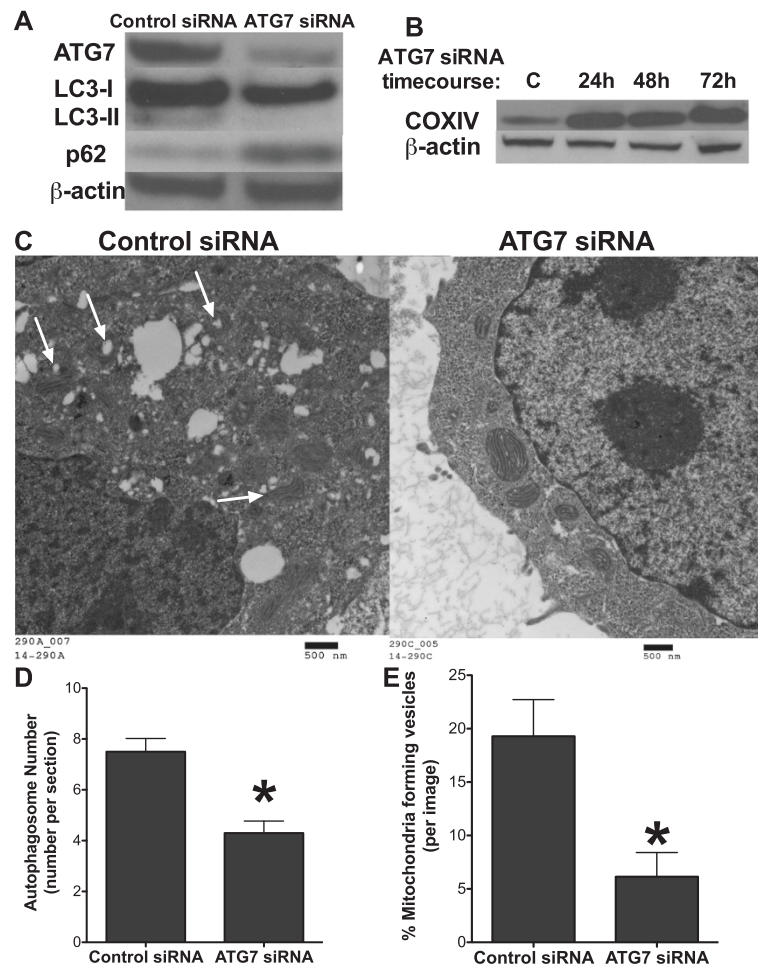 A
Control siRNA ATG7 siRNA
ATG7
LC3-I
LC3-II
p62
β-actin
B
ATG7 siRNA
timecourse: C 24h 48h 72h
COXIV
β-actin
C Control siRNA ATG7 siRNA
290A_007
14-290A
500 nm
290C_005
14-290C
500 nm
D
Autophagosome Number
(number per section)
10
8
6
4
2
0
Control siRNA ATG7 siRNA
*
E
% Mitochondria forming vesicles
(per image)
25
20
15
10
5
0
Control siRNA ATG7 siRNA
*